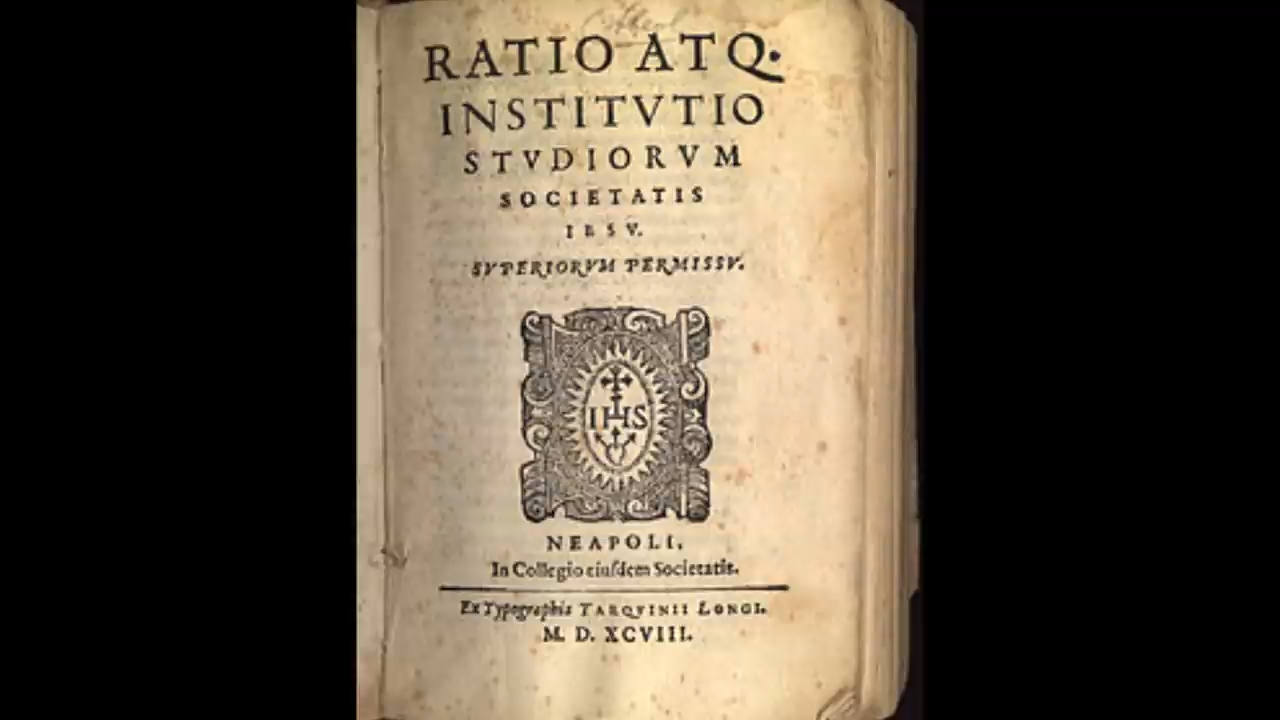 RATIO ATQ.
INSTITVTIO
STVDIORVM
SOCIETATIS
IESV.
SVPERIORVM PERMISSV.
IHS
NEAPOLI,
In Collegio eiuſdem Societatis.
Ex Typographia TARQVINII LONGI.
M. D. XCVIII.